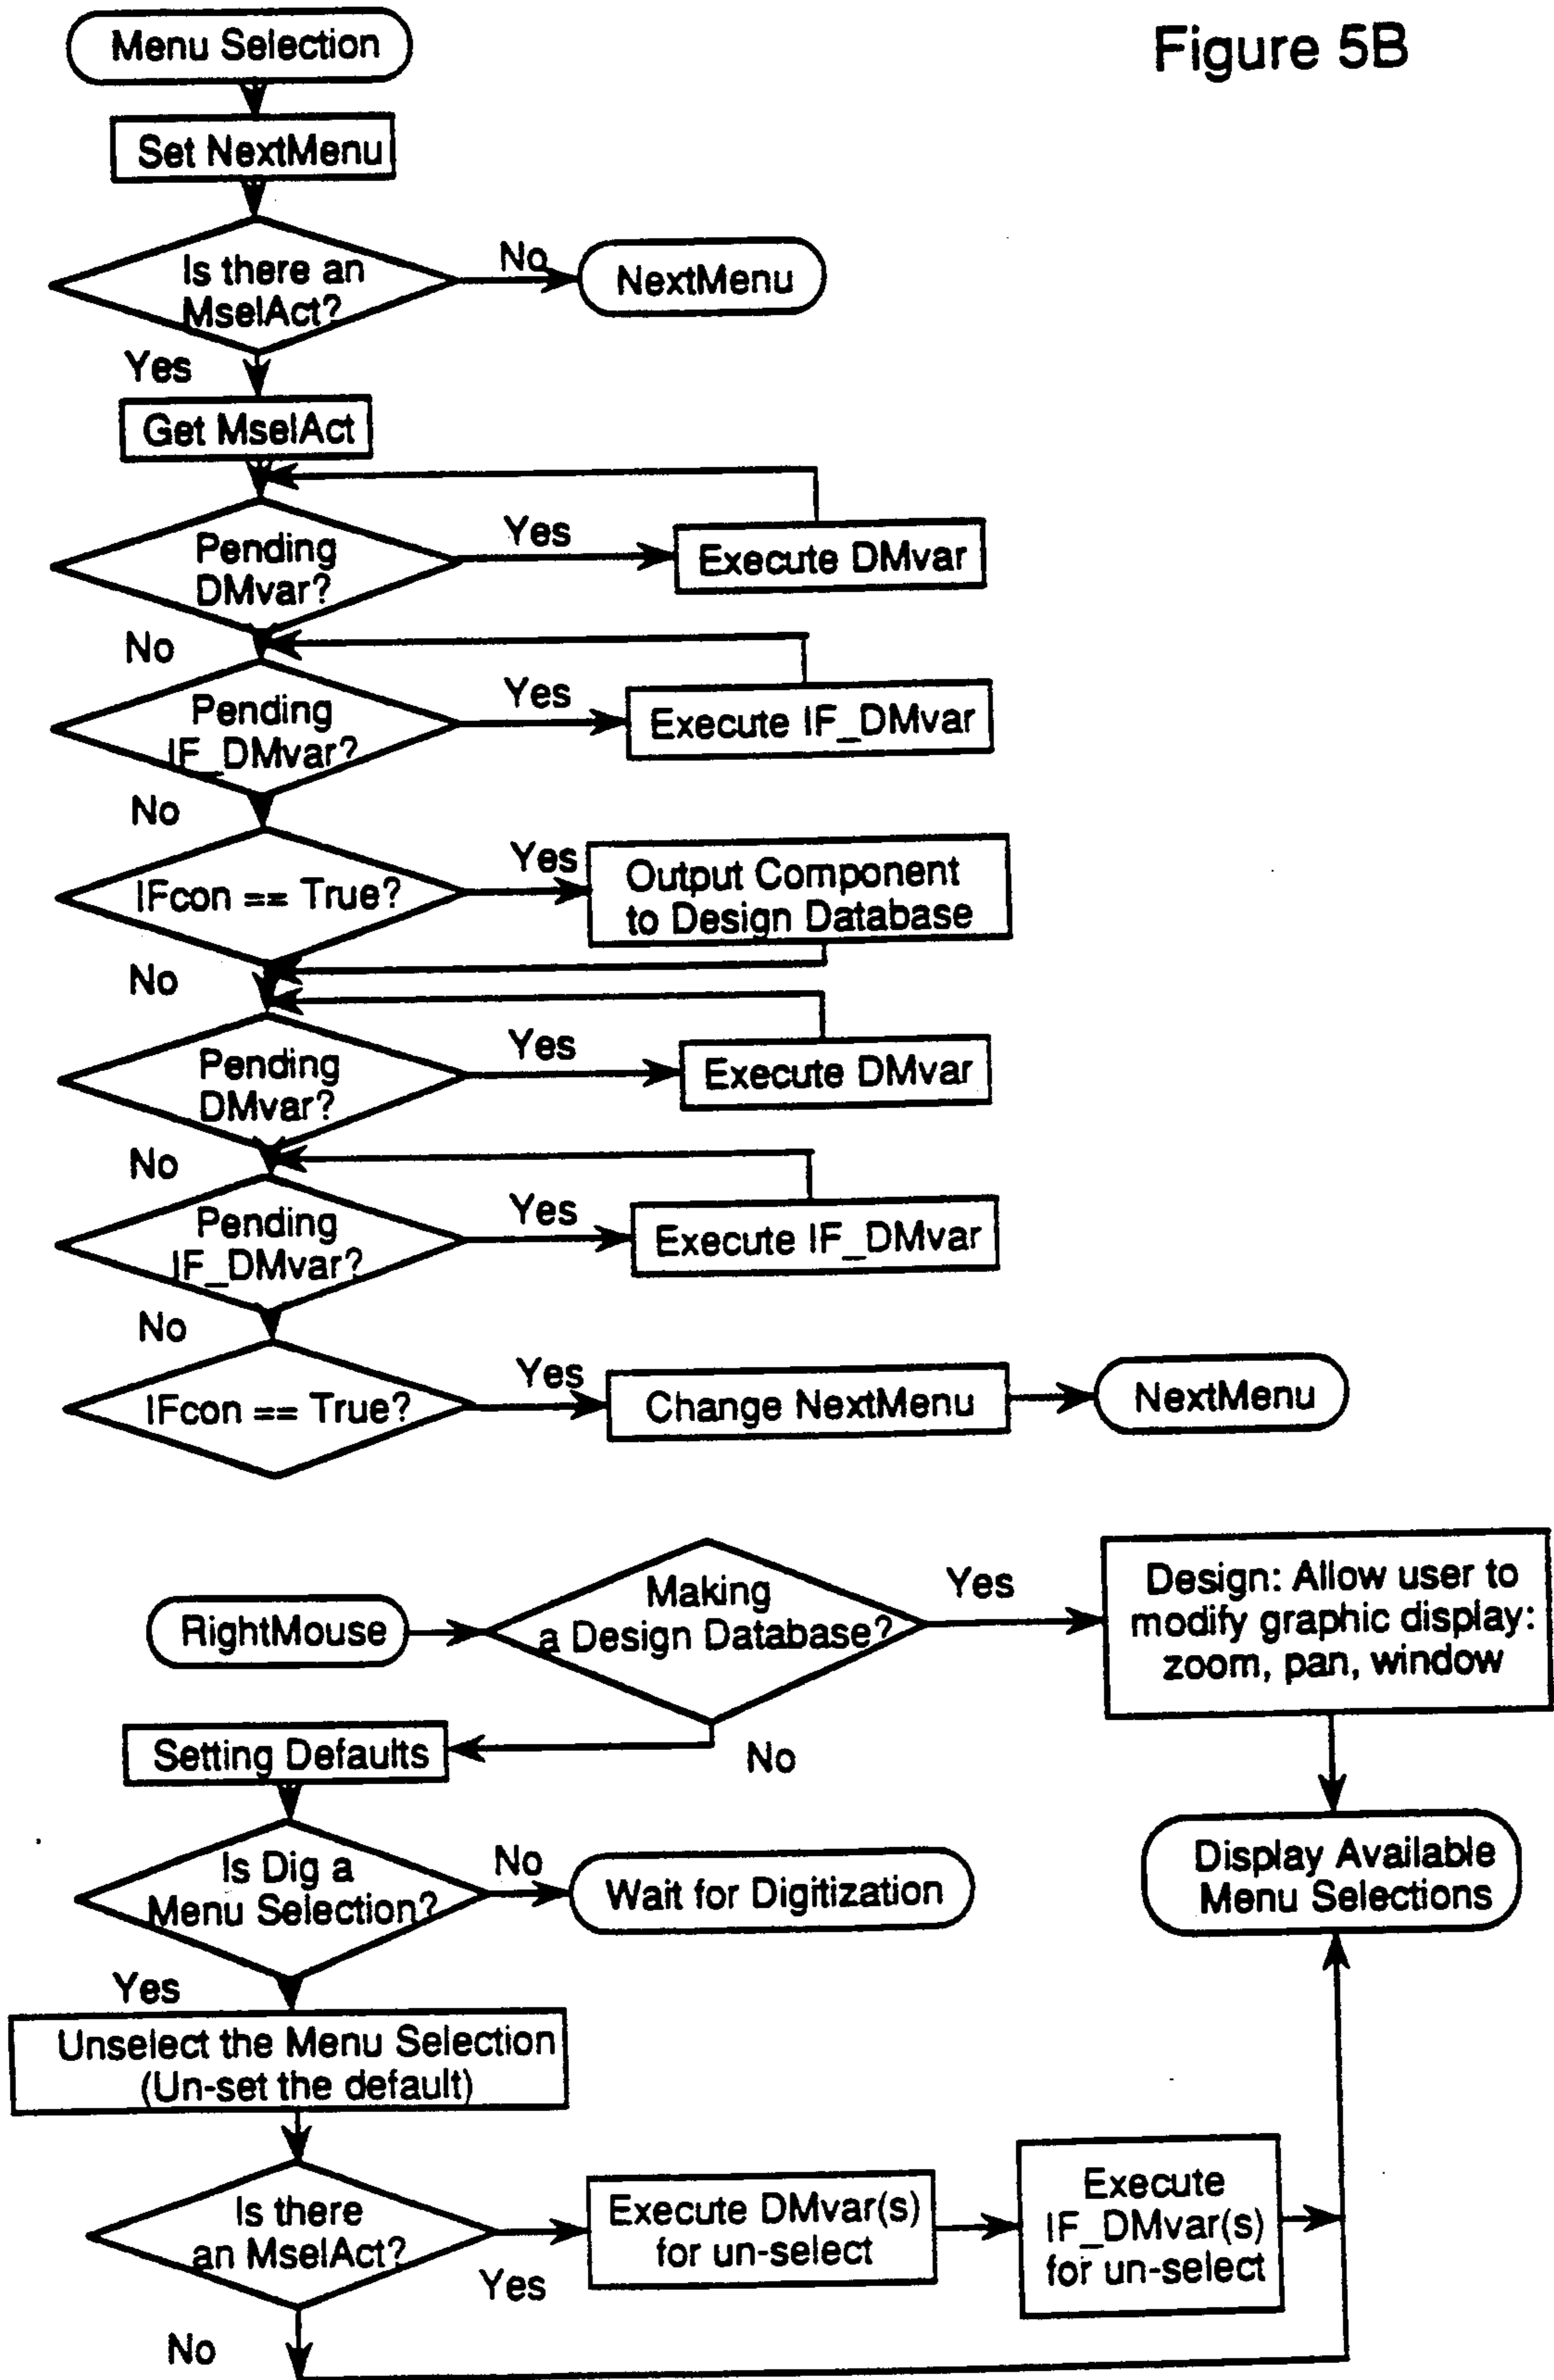 Figure 5B
Menu Selection
Set NextMenu
Is there an
MselAct?
No
NextMenu
Yes
Get MselAct
Pending
DMvar?
Yes
Execute DMvar
No
Pending
IF_DMvar?
Yes
Execute IF_DMvar
No
IFcon == True?
Yes
Output Component
to Design Database
No
Pending
DMvar?
Yes
Execute DMvar
No
Pending
IF_DMvar?
Yes
Execute IF_DMvar
No
IFcon == True?
Yes
Change NextMenu
NextMenu
RightMouse
Making
a Design Database?
Yes
Design: Allow user to
modify graphic display:
zoom, pan, window
No
Setting Defaults
Is Dig a
Menu Selection?
No
Wait for Digitization
Display Available
Menu Selections
Yes
Unselect the Menu Selection
(Un-set the default)
Is there
an MselAct?
Yes
Execute DMvar(s)
for un-select
Execute
IF_DMvar(s)
for un-select
No